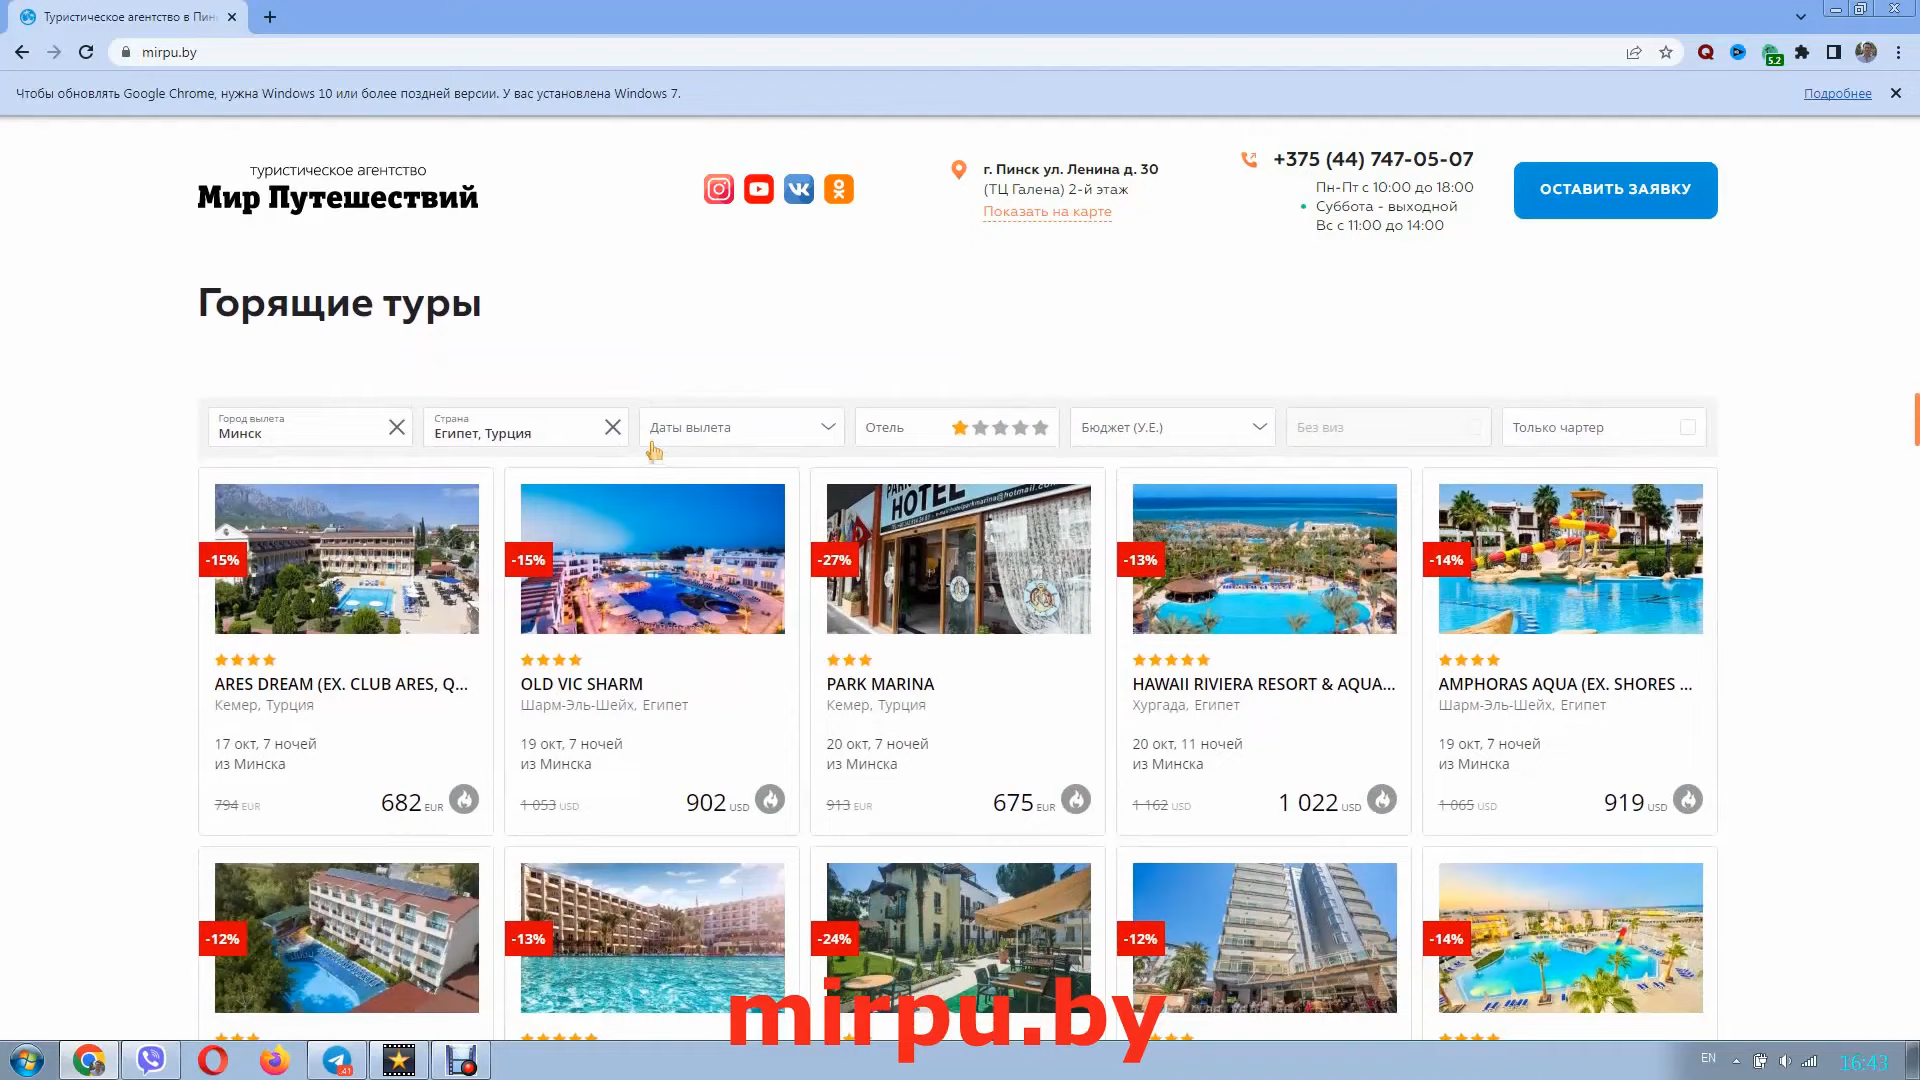 Туристическое агентство в Пин
mirpu.by
5.2
Чтобы обновлять Google Chrome, нужна Windows 10 или более поздней версии. У вас установлена Windows 7.
Подробнее
туристическое агентство
Мир Путешествий
г. Пинск ул. Ленина д. 30
(ТЦ Галена) 2-й этаж
Показать на карте
+375 (44) 747-05-07
Пн-Пт с 10:00 до 18:00
Суббота - выходной
Вс с 11:00 до 14:00
ОСТАВИТЬ ЗАЯВКУ
Горящие туры
Город вылета
Минск
Страна
Египет, Турция
Даты вылета
Отель
Бюджет (У.Е.)
Без виз
Только чартер
-15%
ARES DREAM (EX. CLUB ARES, Q...
Кемер, Турция
17 окт, 7 ночей
из Минска
794 EUR
682 EUR
-15%
OLD VIC SHARM
Шарм-Эль-Шейх, Египет
19 окт, 7 ночей
из Минска
1 053 USD
902 USD
HOTEL
-27%
PARK MARINA
Кемер, Турция
20 окт, 7 ночей
из Минска
913 EUR
675 EUR
-13%
HAWAII RIVIERA RESORT & AQUA...
Хургада, Египет
20 окт, 11 ночей
из Минска
1 162 USD
1 022 USD
-14%
AMPHORAS AQUA (EX. SHORES ...
Шарм-Эль-Шейх, Египет
19 окт, 7 ночей
из Минска
1 065 USD
919 USD
-12%
-13%
-24%
-12%
-14%
mirpu.by
41
EN
16:43